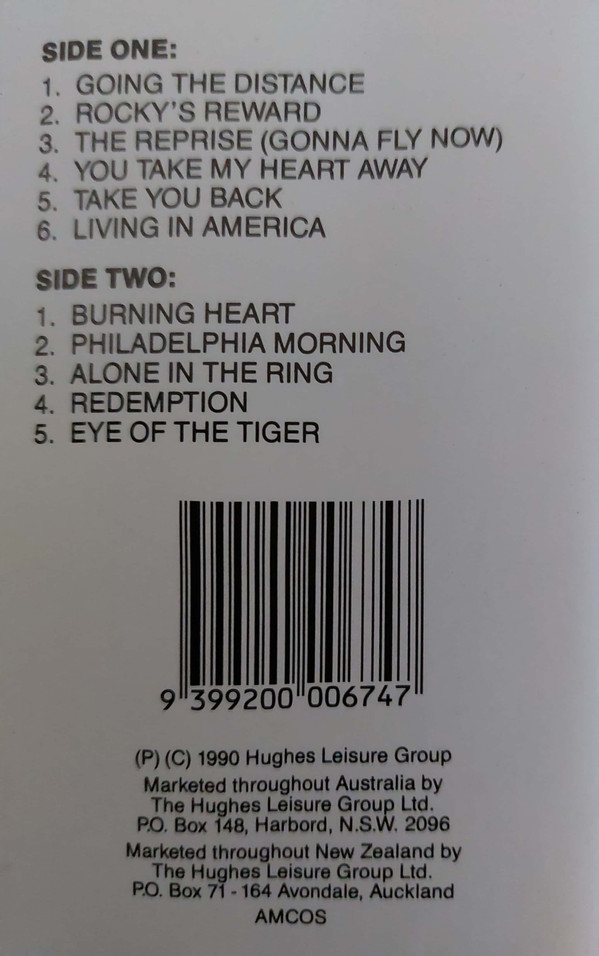 SIDE ONE:
1. GOING THE DISTANCE
2. ROCKY'S REWARD
3. THE REPRISE (GONNA FLY NOW)
4. YOU TAKE MY HEART AWAY
5. TAKE YOU BACK
6. LIVING IN AMERICA
SIDE TWO:
1. BURNING HEART
2. PHILADELPHIA MORNING
3. ALONE IN THE RING
4. REDEMPTION
5. EYE OF THE TIGER
9 399200 006747
(P) (C) 1990 Hughes Leisure Group
Marketed throughout Australia by
The Hughes Leisure Group Ltd.
P.O. Box 148, Harbord, N.S.W. 2096
Marketed throughout New Zealand by
The Hughes Leisure Group Ltd.
P.O. Box 71 - 164 Avondale, Auckland
AMCOS